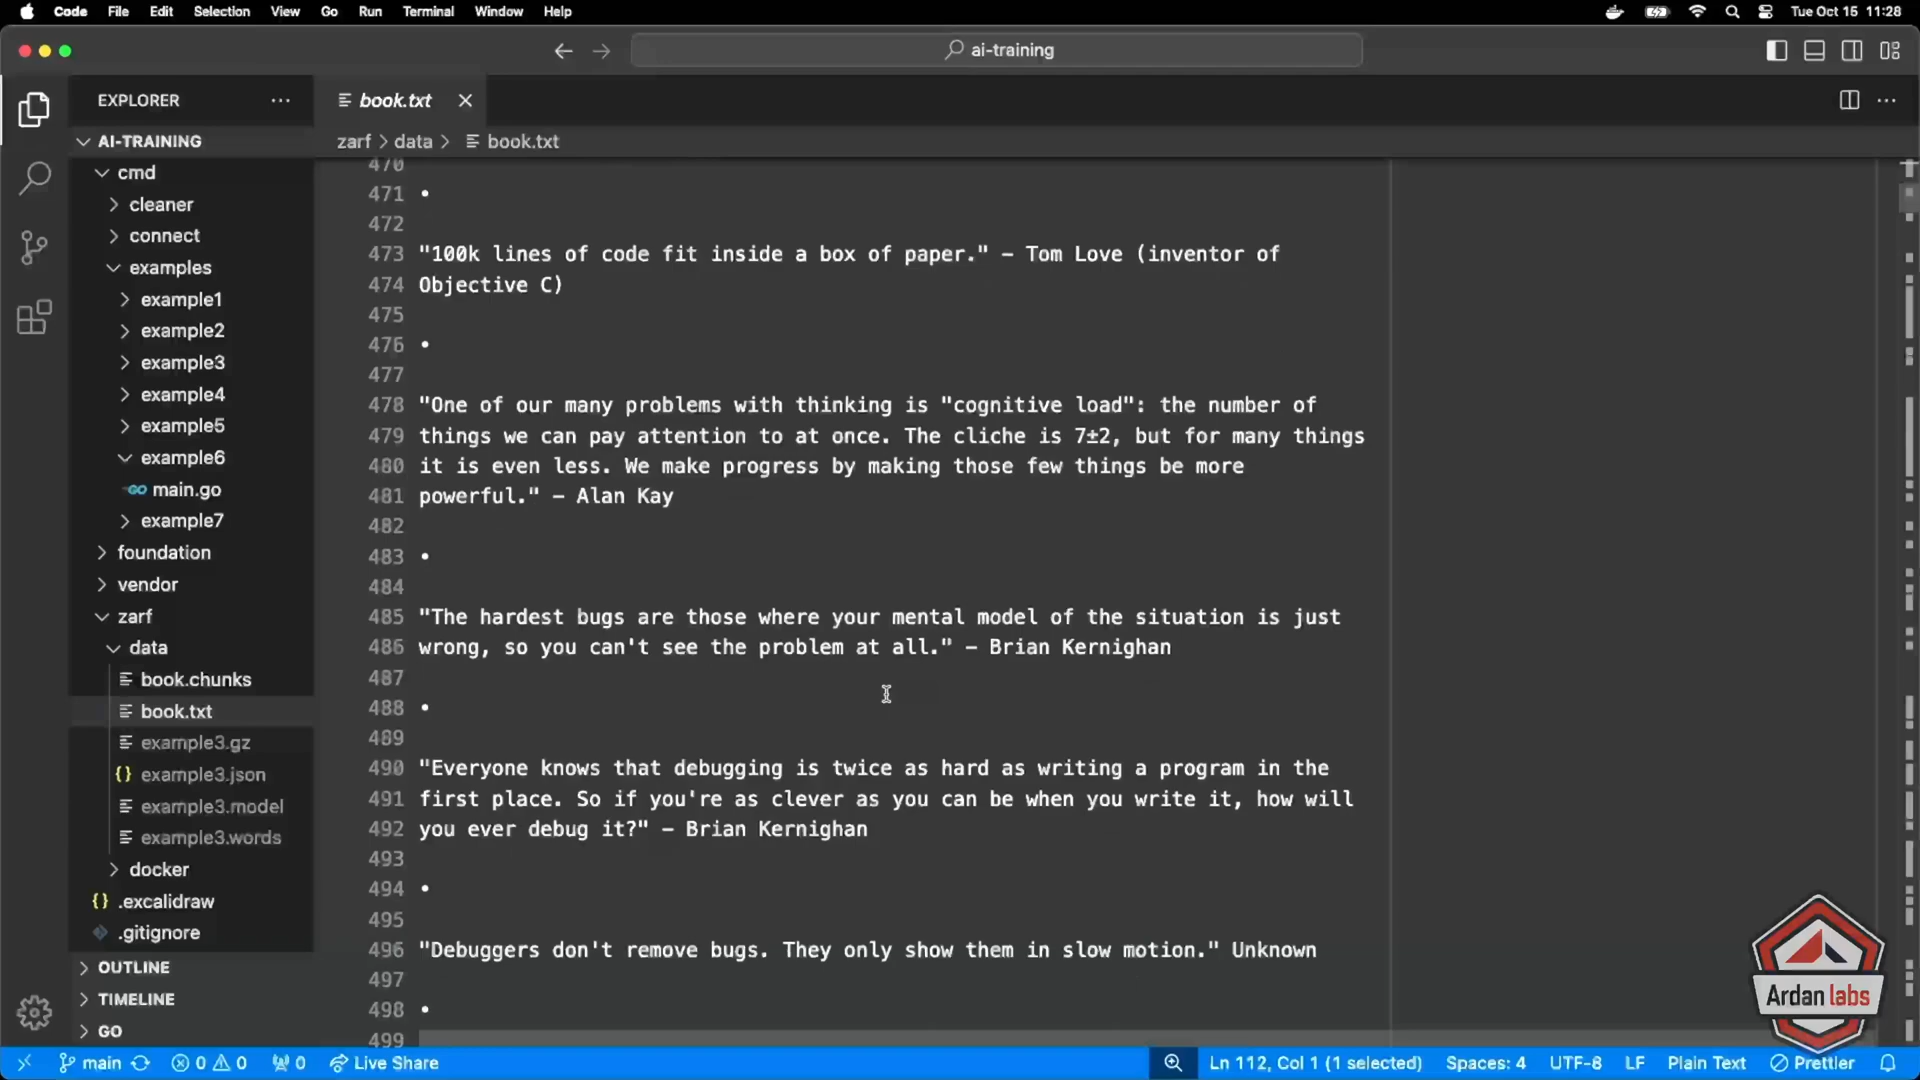 Code File Edit Selection View Go Run Terminal Window Help Tue Oct 15 11:28
ai-training
EXPLORER
book.txt
AI-TRAINING
zarf > data > book.txt
cmd
cleaner
connect
examples
example1
example2
example3
example4
example5
example6
main.go
example7
foundation
vendor
zarf
data
book.chunks
book.txt
example3.gz
example3.json
example3.model
example3.words
docker
.excalidraw
.gitignore
OUTLINE
TIMELINE
GO
470
471 •
472
473 "100k lines of code fit inside a box of paper." – Tom Love (inventor of
474 Objective C)
475
476 •
477
478 "One of our many problems with thinking is "cognitive load": the number of
479 things we can pay attention to at once. The cliche is 7±2, but for many things
480 it is even less. We make progress by making those few things be more
481 powerful." – Alan Kay
482
483 •
484
485 "The hardest bugs are those where your mental model of the situation is just
486 wrong, so you can't see the problem at all." – Brian Kernighan
487
488 •
489
490 "Everyone knows that debugging is twice as hard as writing a program in the
491 first place. So if you're as clever as you can be when you write it, how will
492 you ever debug it?" – Brian Kernighan
493
494 •
495
496 "Debuggers don't remove bugs. They only show them in slow motion." Unknown
497
498 •
499
Ardan labs
main 0 0 0 Live Share Ln 112, Col 1 (1 selected) Spaces: 4 UTF-8 LF Plain Text Prettier